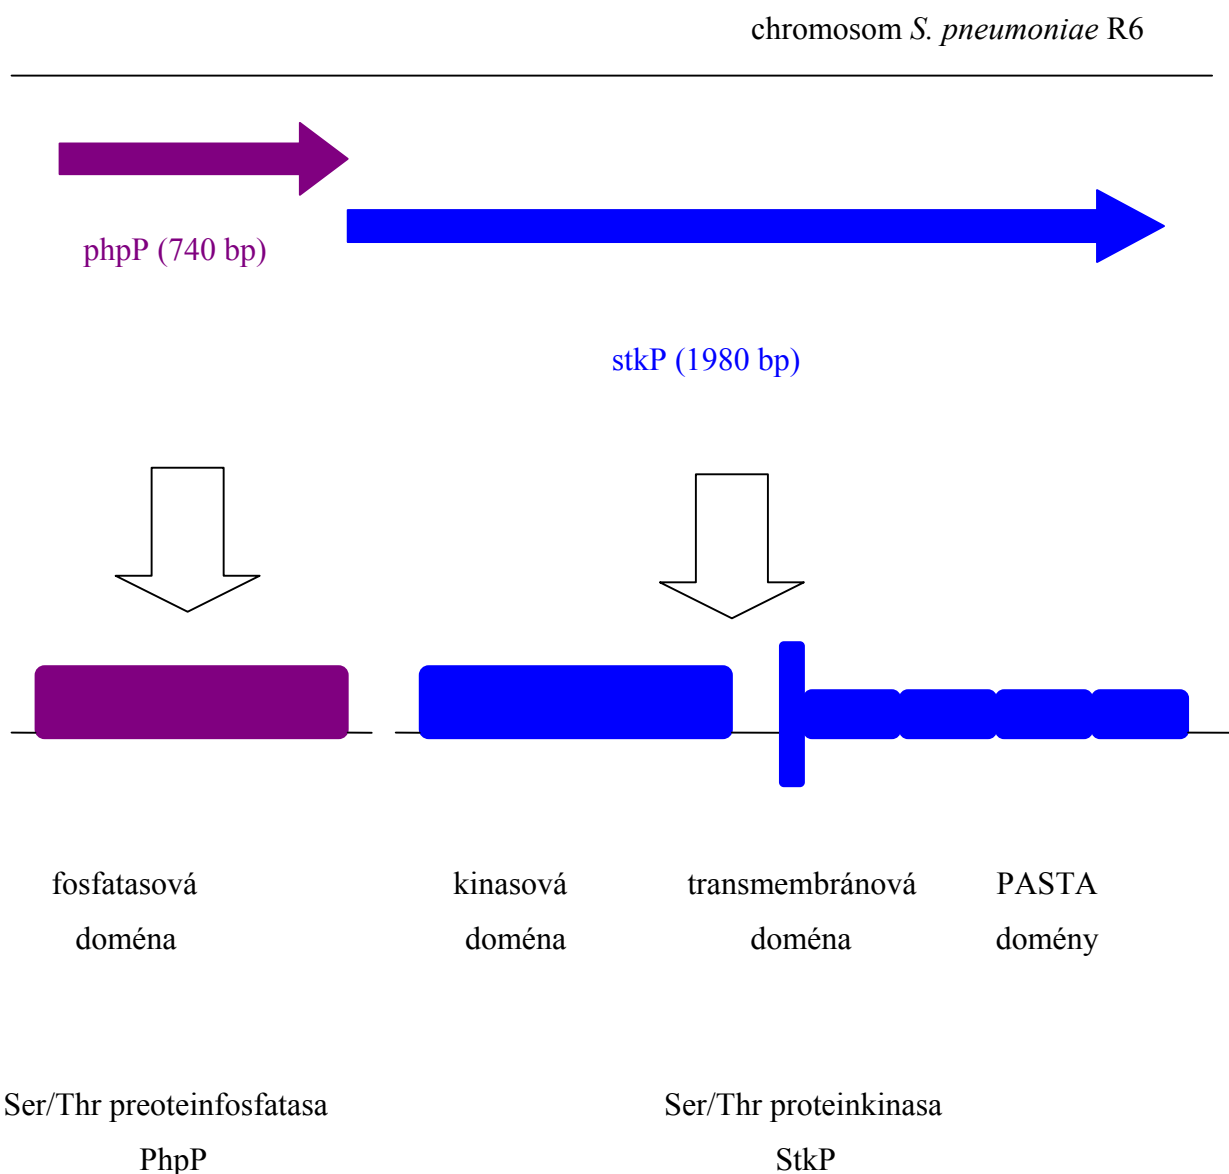 chromosom S. pneumoniae R6
phpP (740 bp)
stkP (1980 bp)
fosfatasová
doména
kinasová
doména
transmembránová
doména
PASTA
domény
Ser/Thr preoteinfosfatasa
PhpP
Ser/Thr proteinkinasa
StkP